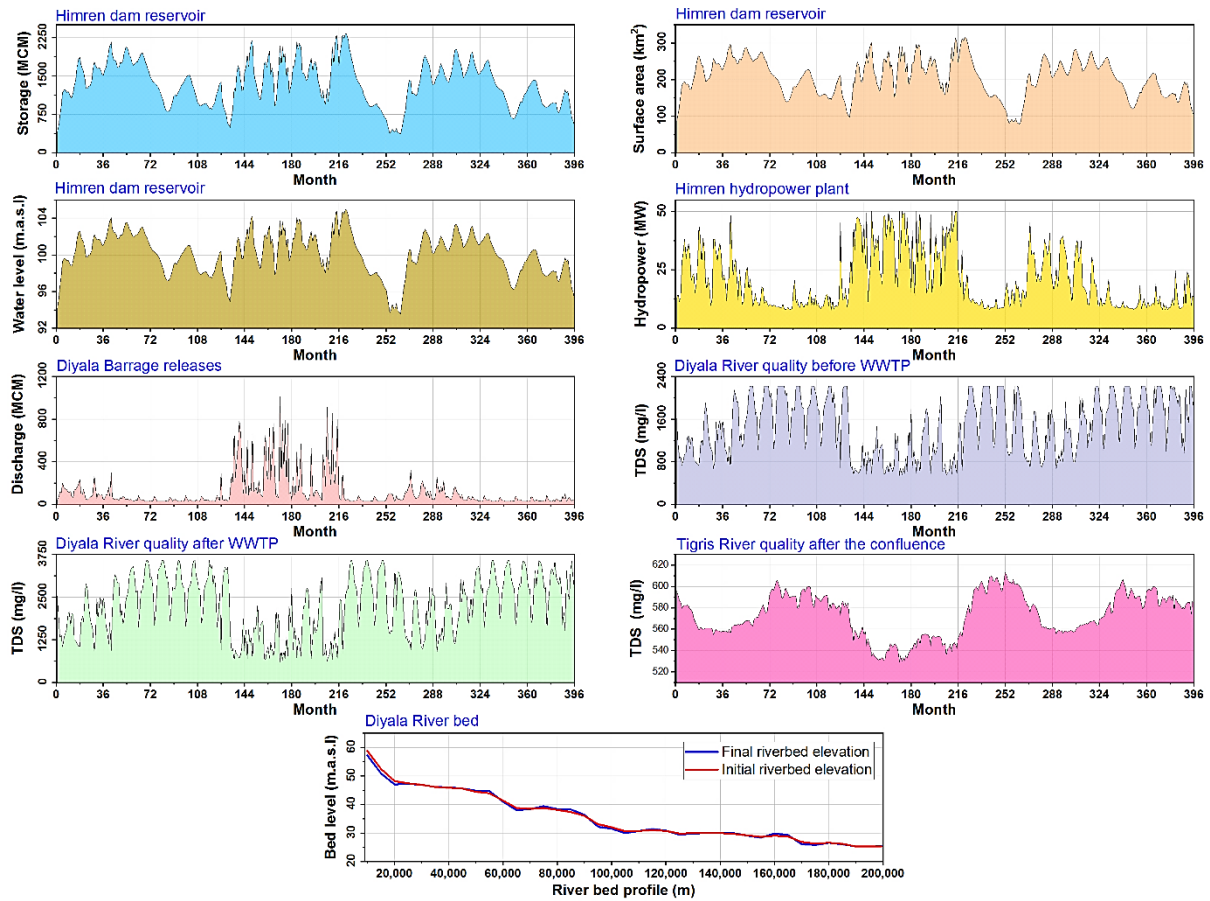 Himren dam reservoir
Storage (MCM)
2250
1500
750
0
0 36 72 108 144 180 216 252 288 324 360 396
Month
Himren dam reservoir
Surface area (km²)
300
200
100
0
0 36 72 108 144 180 216 252 288 324 360 396
Month
Himren dam reservoir
Water level (m.a.s.l)
104
100
96
92
0 36 72 108 144 180 216 252 288 324 360 396
Month
Himren hydropower plant
Hydropower (MW)
50
25
0
0 36 72 108 144 180 216 252 288 324 360 396
Month
Diyala Barrage releases
Discharge (MCM)
1200
800
400
0
0 36 72 108 144 180 216 252 288 324 360 396
Month
Diyala River quality before WWTP
TDS (mg/l)
2400
1600
800
0
0 36 72 108 144 180 216 252 288 324 360 396
Month
Diyala River quality after WWTP
TDS (mg/l)
3750
2500
1250
0
0 36 72 108 144 180 216 252 288 324 360 396
Month
Tigris River quality after the confluence
TDS (mg/l)
620
600
580
560
540
520
0 36 72 108 144 180 216 252 288 324 360 396
Month
Diyala River bed
Bed level (m.a.s.l)
60
50
40
30
20
Final riverbed elevation
Initial riverbed elevation
20,000 40,000 60,000 80,000 100,000 120,000 140,000 160,000 180,000 200,000
River bed profile (m)